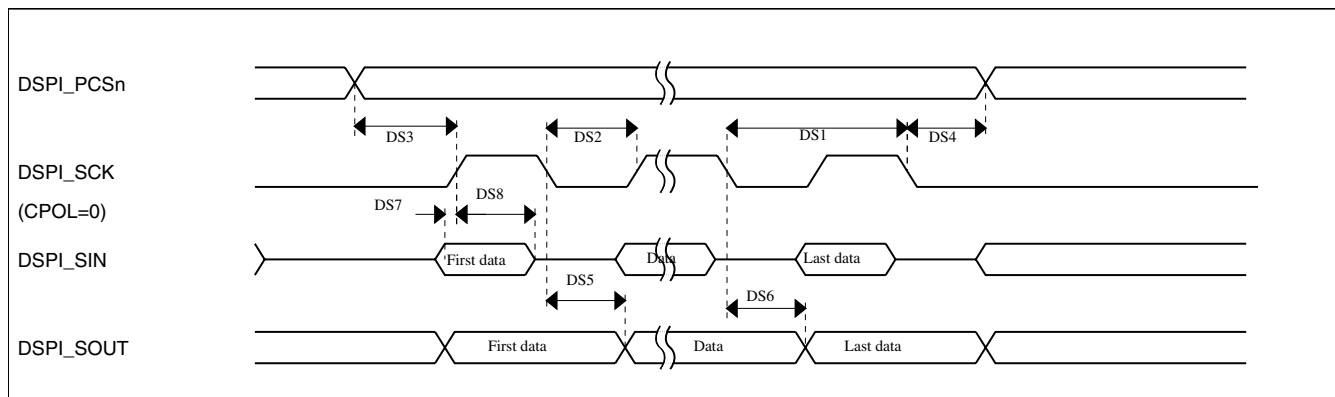 DSPI_PCSn
DS3
DS2
DS1
DS4
DSPI_SCK
(CPOL=0)
DS7
DS8
DSPI_SIN
First data
Data
Last data
DS5
DS6
DSPI_SOUT
First data
Data
Last data